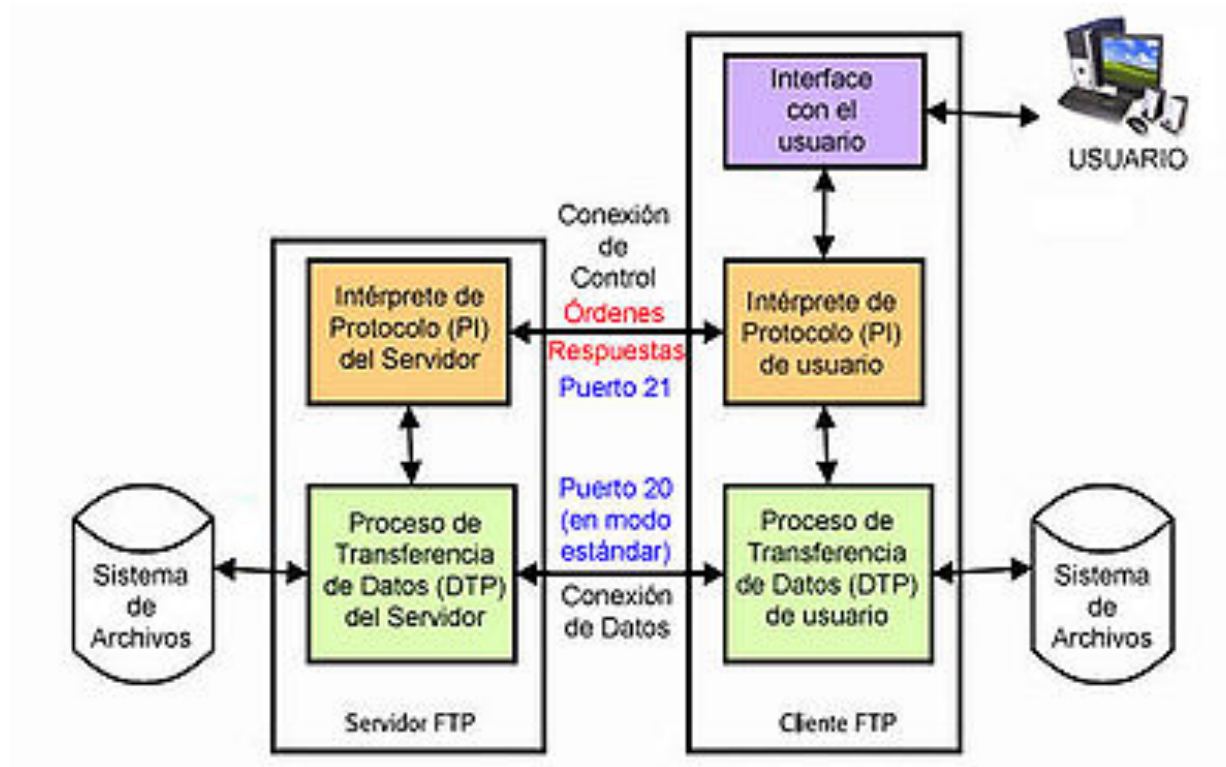 Interface
con el
usuario
USUARIO
Conexión
de
Control
Órdenes
Respuestas
Puerto 21
Intérprete de
Protocolo (PI)
del Servidor
Intérprete de
Protocolo (PI)
de usuario
Puerto 20
(en modo
estándar)
Conexión
de Datos
Sistema
de
Archivos
Proceso de
Transferencia
de Datos (DTP)
del Servidor
Proceso de
Transferencia
de Datos (DTP)
de usuario
Sistema
de
Archivos
Servidor FTP
Cliente FTP